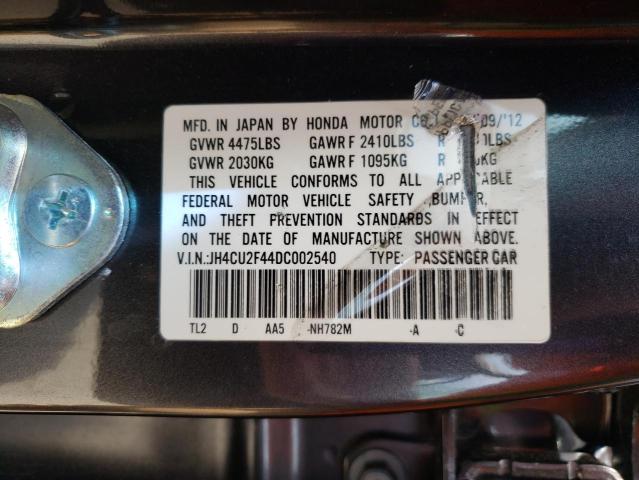 MFD. IN JAPAN BY HONDA MOTOR CO. 09/'12
GVWR 4475LBS GAWR F 2410LBS R 0LBS
GVWR 2030KG GAWR F 1095KG R KG
THIS VEHICLE CONFORMS TO ALL APPLICABLE
FEDERAL MOTOR VEHICLE SAFETY, BUMPER,
AND THEFT PREVENTION STANDARDS IN EFFECT
ON THE DATE OF MANUFACTURE SHOWN ABOVE.
V.I.N.:JH4CU2F44DC002540 TYPE: PASSENGER CAR
TL2 D AA5 -NH782M -A C